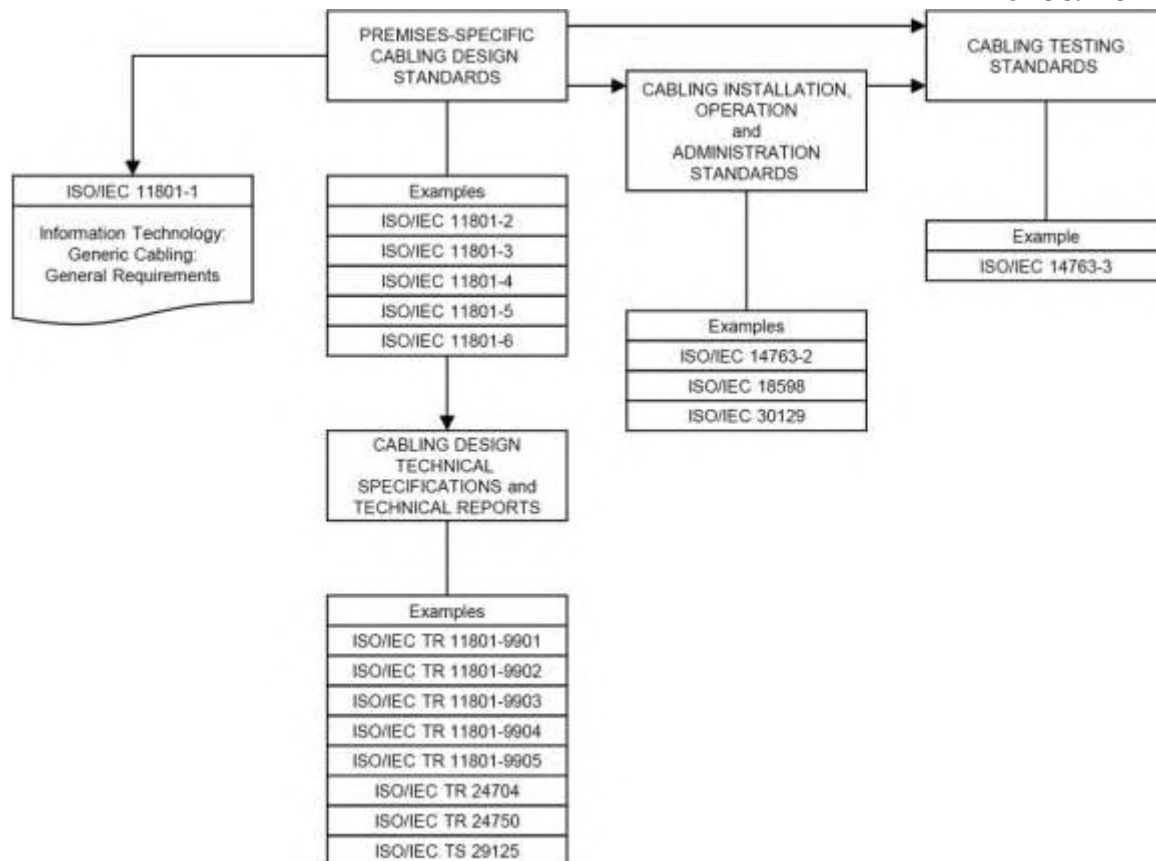 PREMISES-SPECIFIC
CABLING DESIGN
STANDARDS
CABLING TESTING
STANDARDS
CABLING INSTALLATION,
OPERATION
and
ADMINISTRATION
STANDARDS
ISO/IEC 11801-1
Information Technology:
Generic Cabling:
General Requirements
Examples
ISO/IEC 11801-2
ISO/IEC 11801-3
ISO/IEC 11801-4
ISO/IEC 11801-5
ISO/IEC 11801-6
Example
ISO/IEC 14763-3
Examples
ISO/IEC 14763-2
ISO/IEC 18598
ISO/IEC 30129
CABLING DESIGN
TECHNICAL
SPECIFICATIONS and
TECHNICAL REPORTS
Examples
ISO/IEC TR 11801-9901
ISO/IEC TR 11801-9902
ISO/IEC TR 11801-9903
ISO/IEC TR 11801-9904
ISO/IEC TR 11801-9905
ISO/IEC TR 24704
ISO/IEC TR 24750
ISO/IEC TS 29125